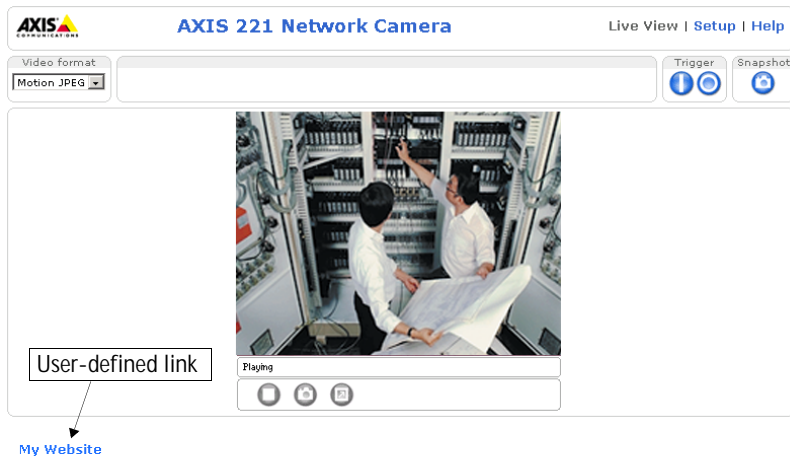 AXIS
COMMUNICATIONS
AXIS 221 Network Camera
Live View | Setup | Help
Video format
Motion JPEG
Trigger
Snapshot
Playing
User-defined link
My Website